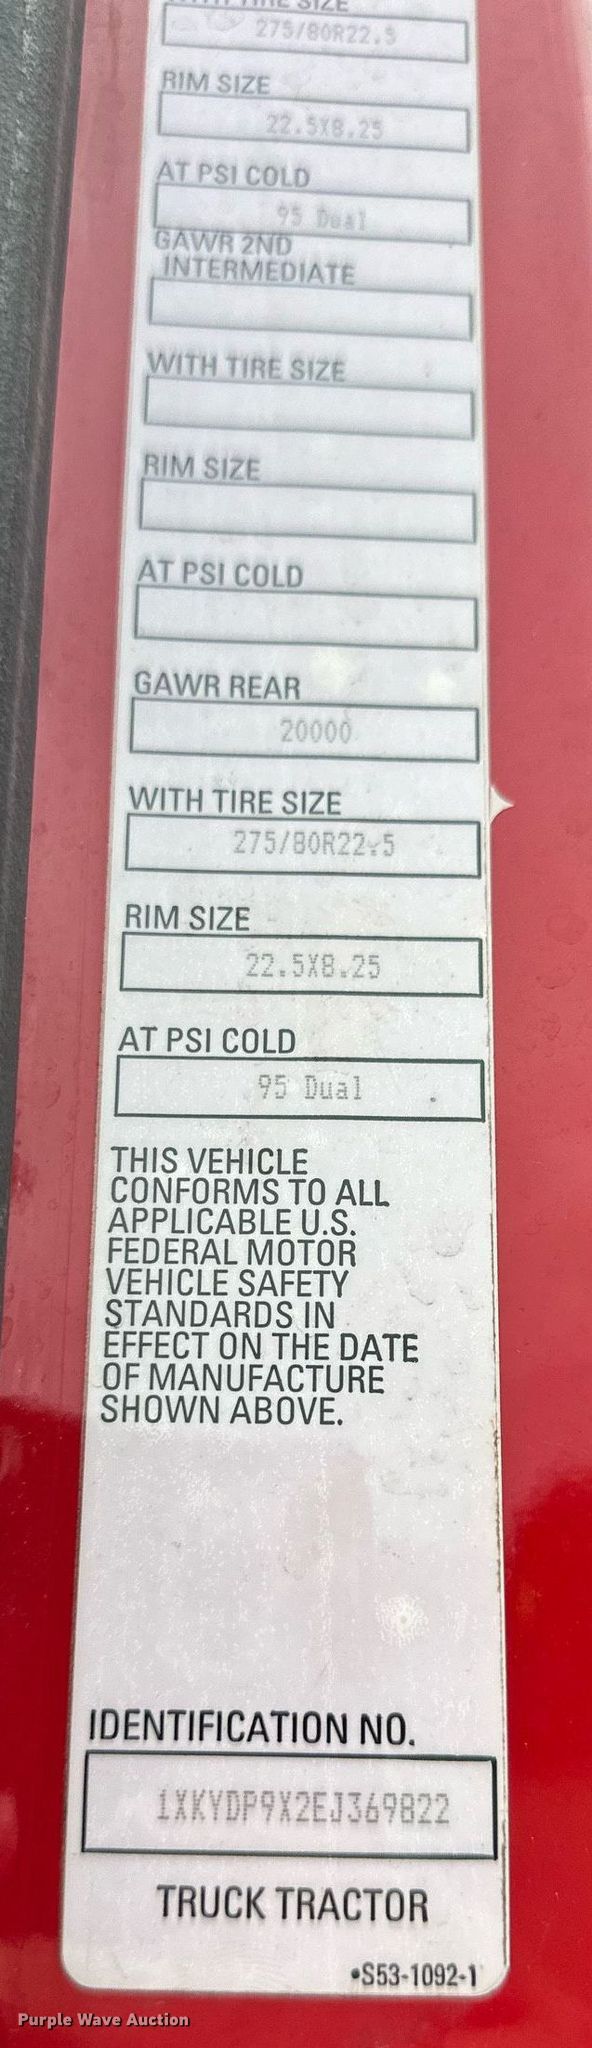 WITH TIRE SIZE
275/80R22.5
RIM SIZE
22.5X8.25
AT PSI COLD
95 Dual
GAWR 2ND
INTERMEDIATE
WITH TIRE SIZE
RIM SIZE
AT PSI COLD
GAWR REAR
20000
WITH TIRE SIZE
275/80R22.5
RIM SIZE
22.5X8.25
AT PSI COLD
95 Dual
THIS VEHICLE
CONFORMS TO ALL
APPLICABLE U.S.
FEDERAL MOTOR
VEHICLE SAFETY
STANDARDS IN
EFFECT ON THE DATE
OF MANUFACTURE
SHOWN ABOVE.
IDENTIFICATION NO.
1XKYDP9X2EJ369822
TRUCK TRACTOR
•S53-1092-1
Purple Wave Auction